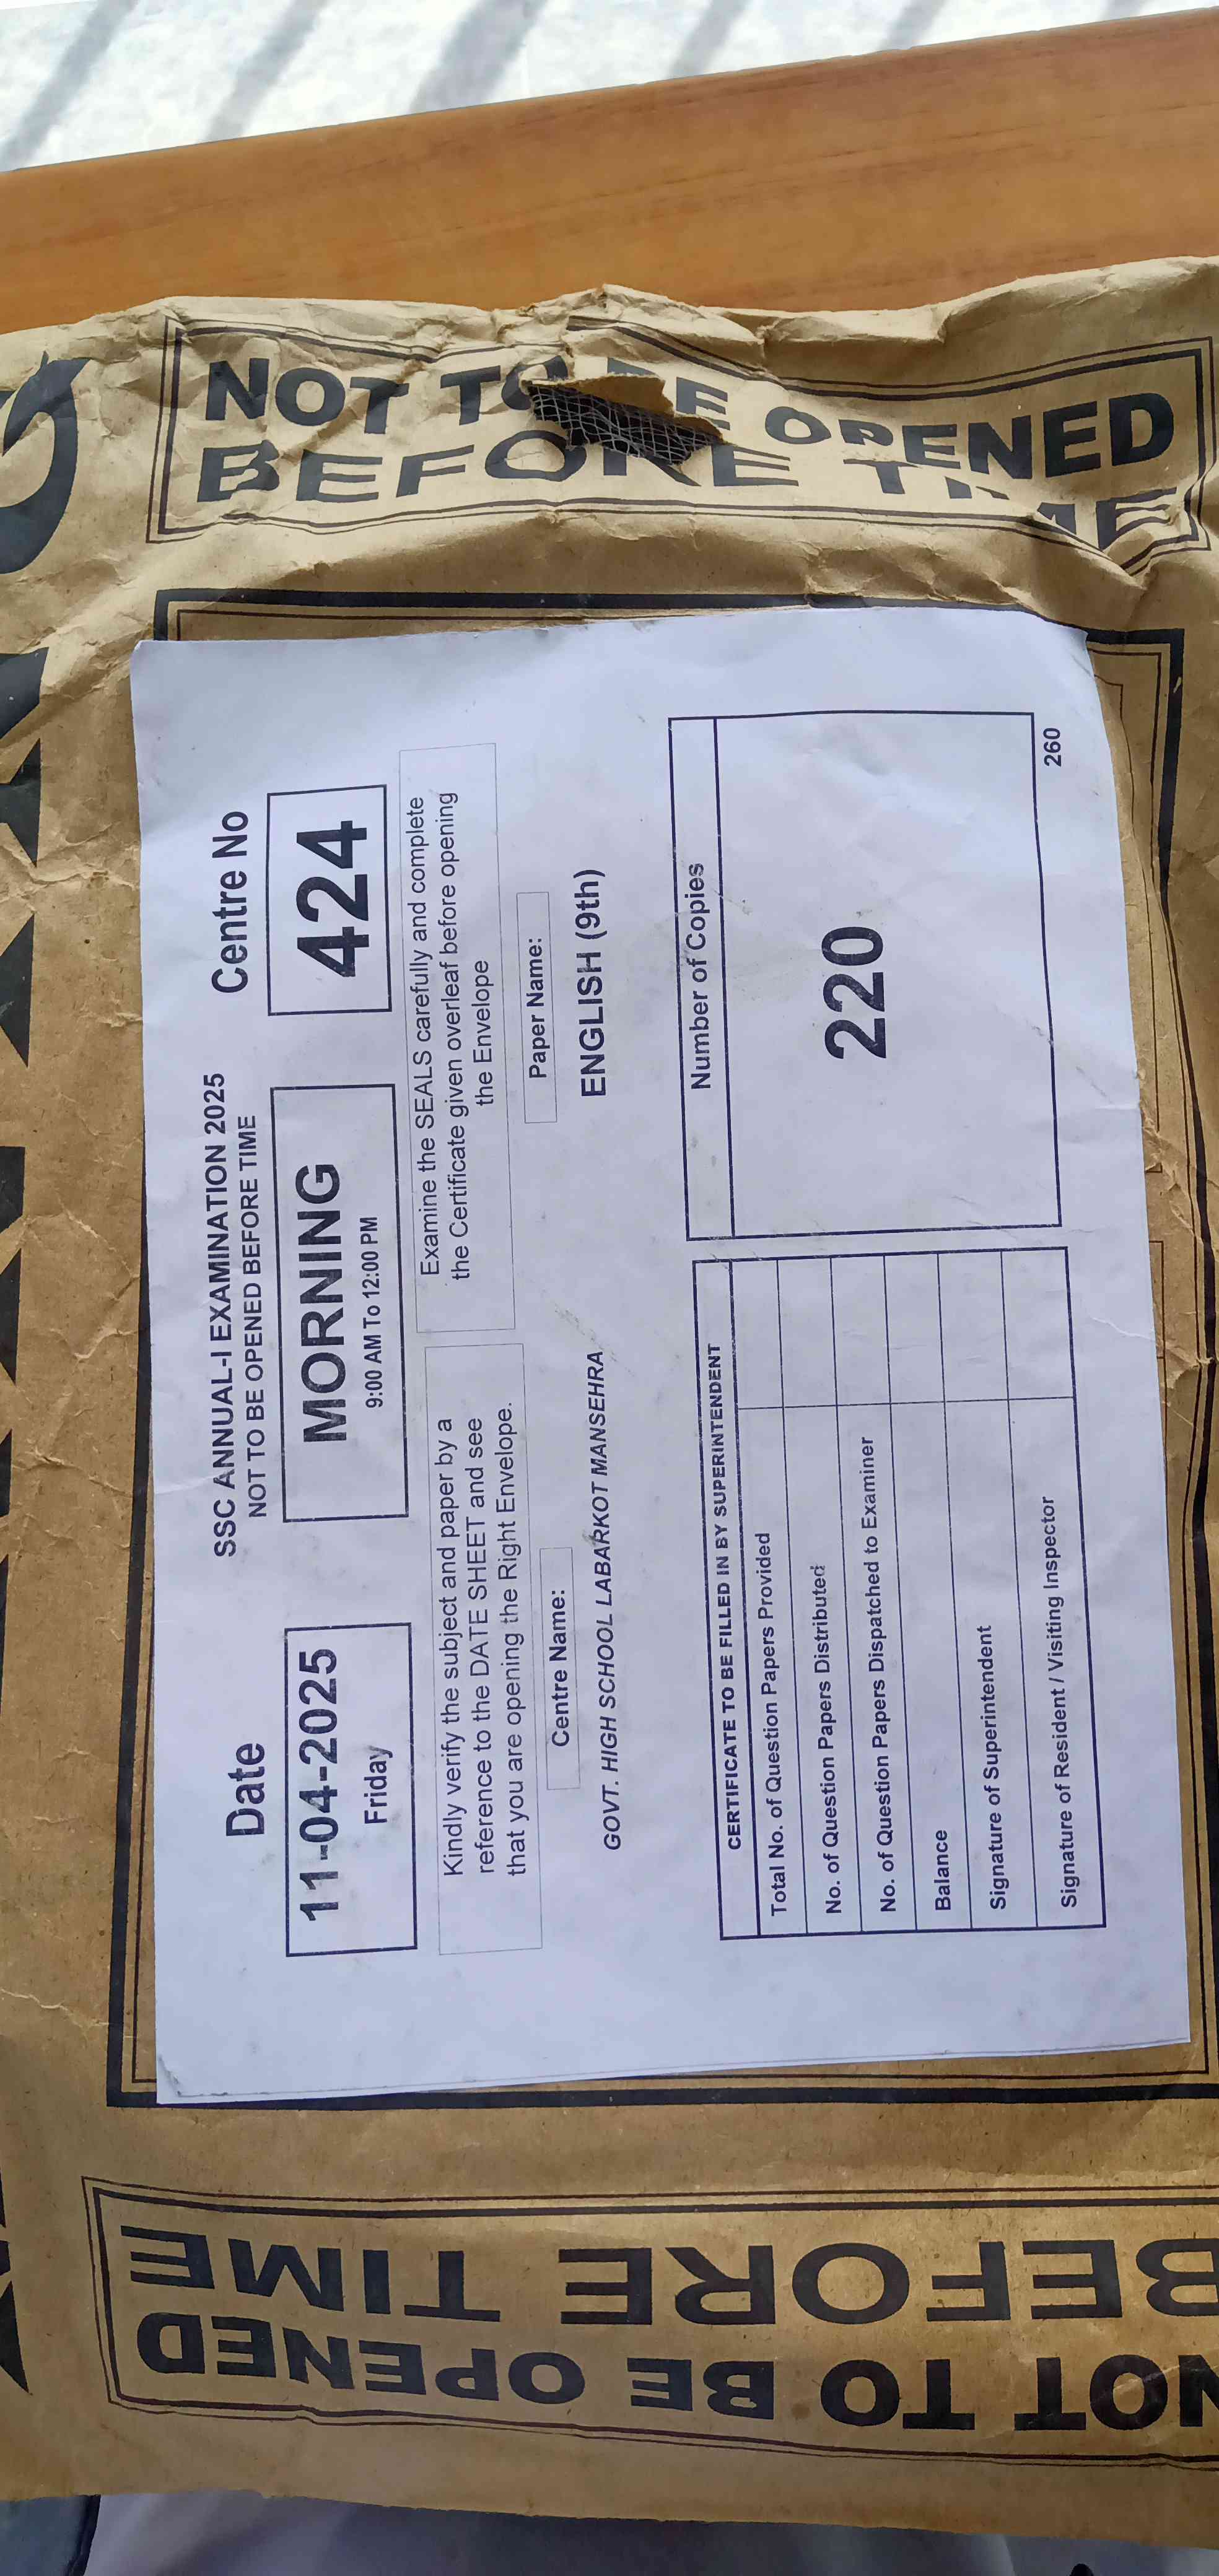 NOT TO BE OPENED
BEFORE TIME
SSC ANNUAL-I EXAMINATION 2025
NOT TO BE OPENED BEFORE TIME
Date
11-04-2025
Friday
MORNING
9:00 AM To 12:00 PM
Centre No
424
Kindly verify the subject and paper by a
reference to the DATE SHEET and see
that you are opening the Right Envelope.
Examine the SEALS carefully and complete
the Certificate given overleaf before opening
the Envelope
Centre Name:
GOVT. HIGH SCHOOL LABARKOT MANSEHRA
Paper Name:
ENGLISH (9th)
CERTIFICATE TO BE FILLED IN BY SUPERINTENDENT
Total No. of Question Papers Provided
No. of Question Papers Distributed
No. of Question Papers Dispatched to Examiner
Balance
Signature of Superintendent
Signature of Resident / Visiting Inspector
Number of Copies
220
260
NOT TO BE OPENED
BEFORE TIME